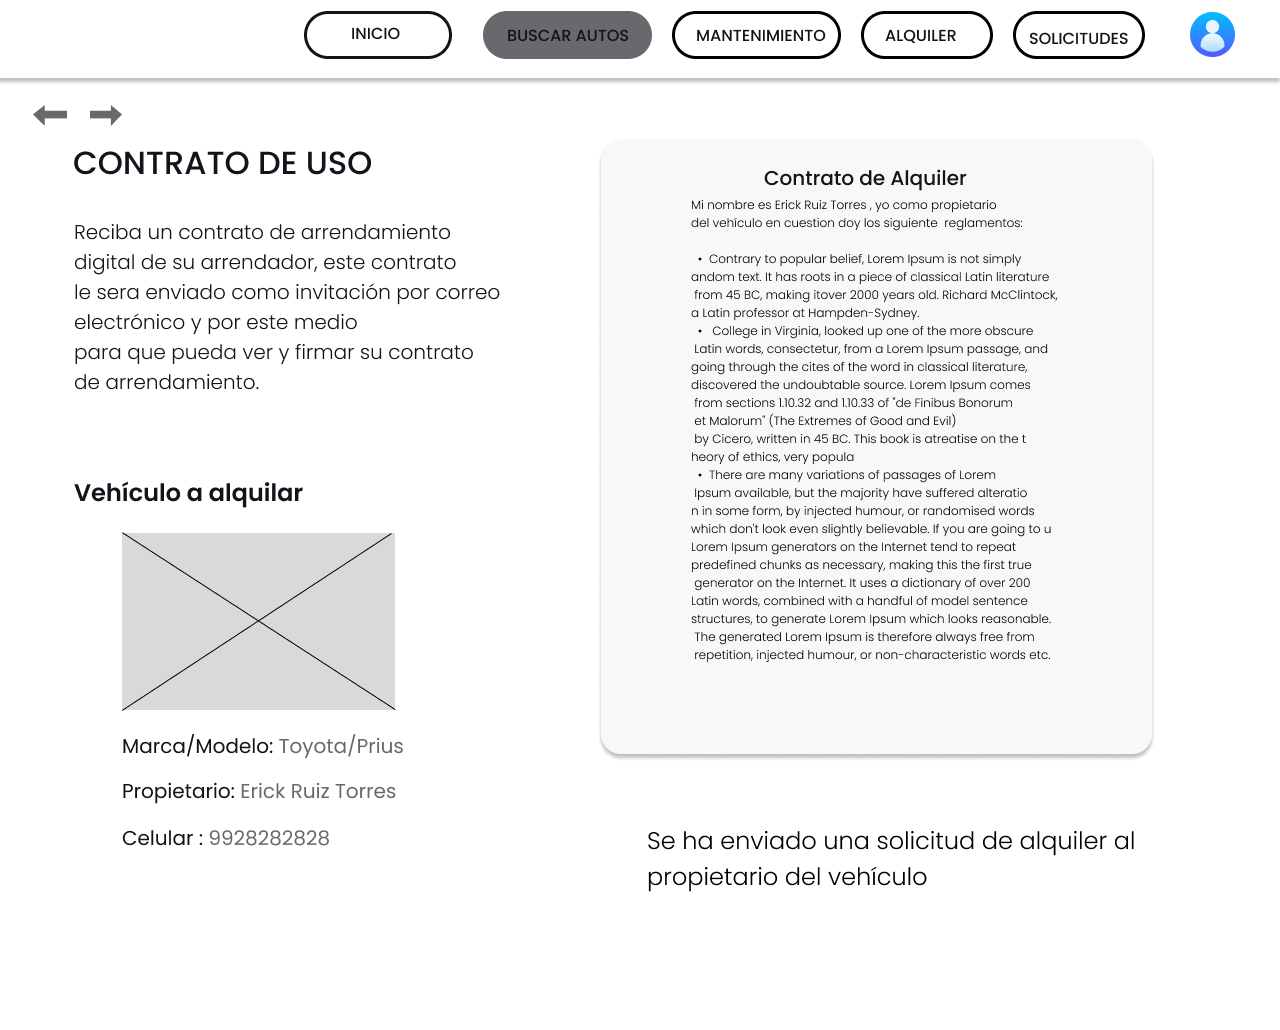 INICIO
BUSCAR AUTOS
MANTENIMIENTO
ALQUILER
SOLICITUDES
CONTRATO DE USO
Reciba un contrato de arrendamiento
digital de su arrendador, este contrato
le sera enviado como invitación por correo
electrónico y por este medio
para que pueda ver y firmar su contrato
de arrendamiento.
Vehículo a alquilar
Marca/Modelo: Toyota/Prius
Propietario: Erick Ruiz Torres
Celular : 9928282828
Contrato de Alquiler
Mi nombre es Erick Ruiz Torres , yo como propietario
del vehículo en cuestion doy los siguiente  reglamentos:
• Contrary to popular belief, Lorem Ipsum is not simply
andom text. It has roots in a piece of classical Latin literature
from 45 BC, making itover 2000 years old. Richard McClintock,
a Latin professor at Hampden-Sydney.
• College in Virginia, looked up one of the more obscure
Latin words, consectetur, from a Lorem Ipsum passage, and
going through the cites of the word in classical literature,
discovered the undoubtable source. Lorem Ipsum comes
from sections 1.10.32 and 1.10.33 of "de Finibus Bonorum
et Malorum" (The Extremes of Good and Evil)
by Cicero, written in 45 BC. This book is atreatise on the t
heory of ethics, very popula
• There are many variations of passages of Lorem
Ipsum available, but the majority have suffered alteratio
n in some form, by injected humour, or randomised words
which don't look even slightly believable. If you are going to u
Lorem Ipsum generators on the Internet tend to repeat
predefined chunks as necessary, making this the first true
generator on the Internet. It uses a dictionary of over 200
Latin words, combined with a handful of model sentence
structures, to generate Lorem Ipsum which looks reasonable.
The generated Lorem Ipsum is therefore always free from
repetition, injected humour, or non-characteristic words etc.
Se ha enviado una solicitud de alquiler al
propietario del vehículo